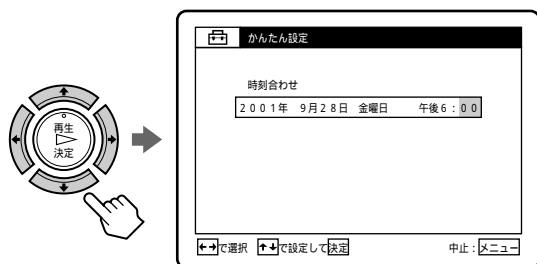 かんたん設定
時刻合わせ
2001年 9月28日 金曜日 午後6:00
再生
決定
←→で選択 ↑↓で設定して決定 中止:メニュー